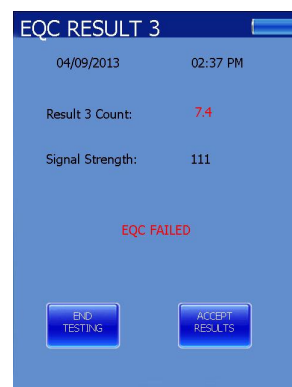 EQC RESULT 3
04/09/2013 02:37 PM
Result 3 Count: 7.4
Signal Strength: 111
EQC FAILED
END TESTING
ACCEPT RESULTS